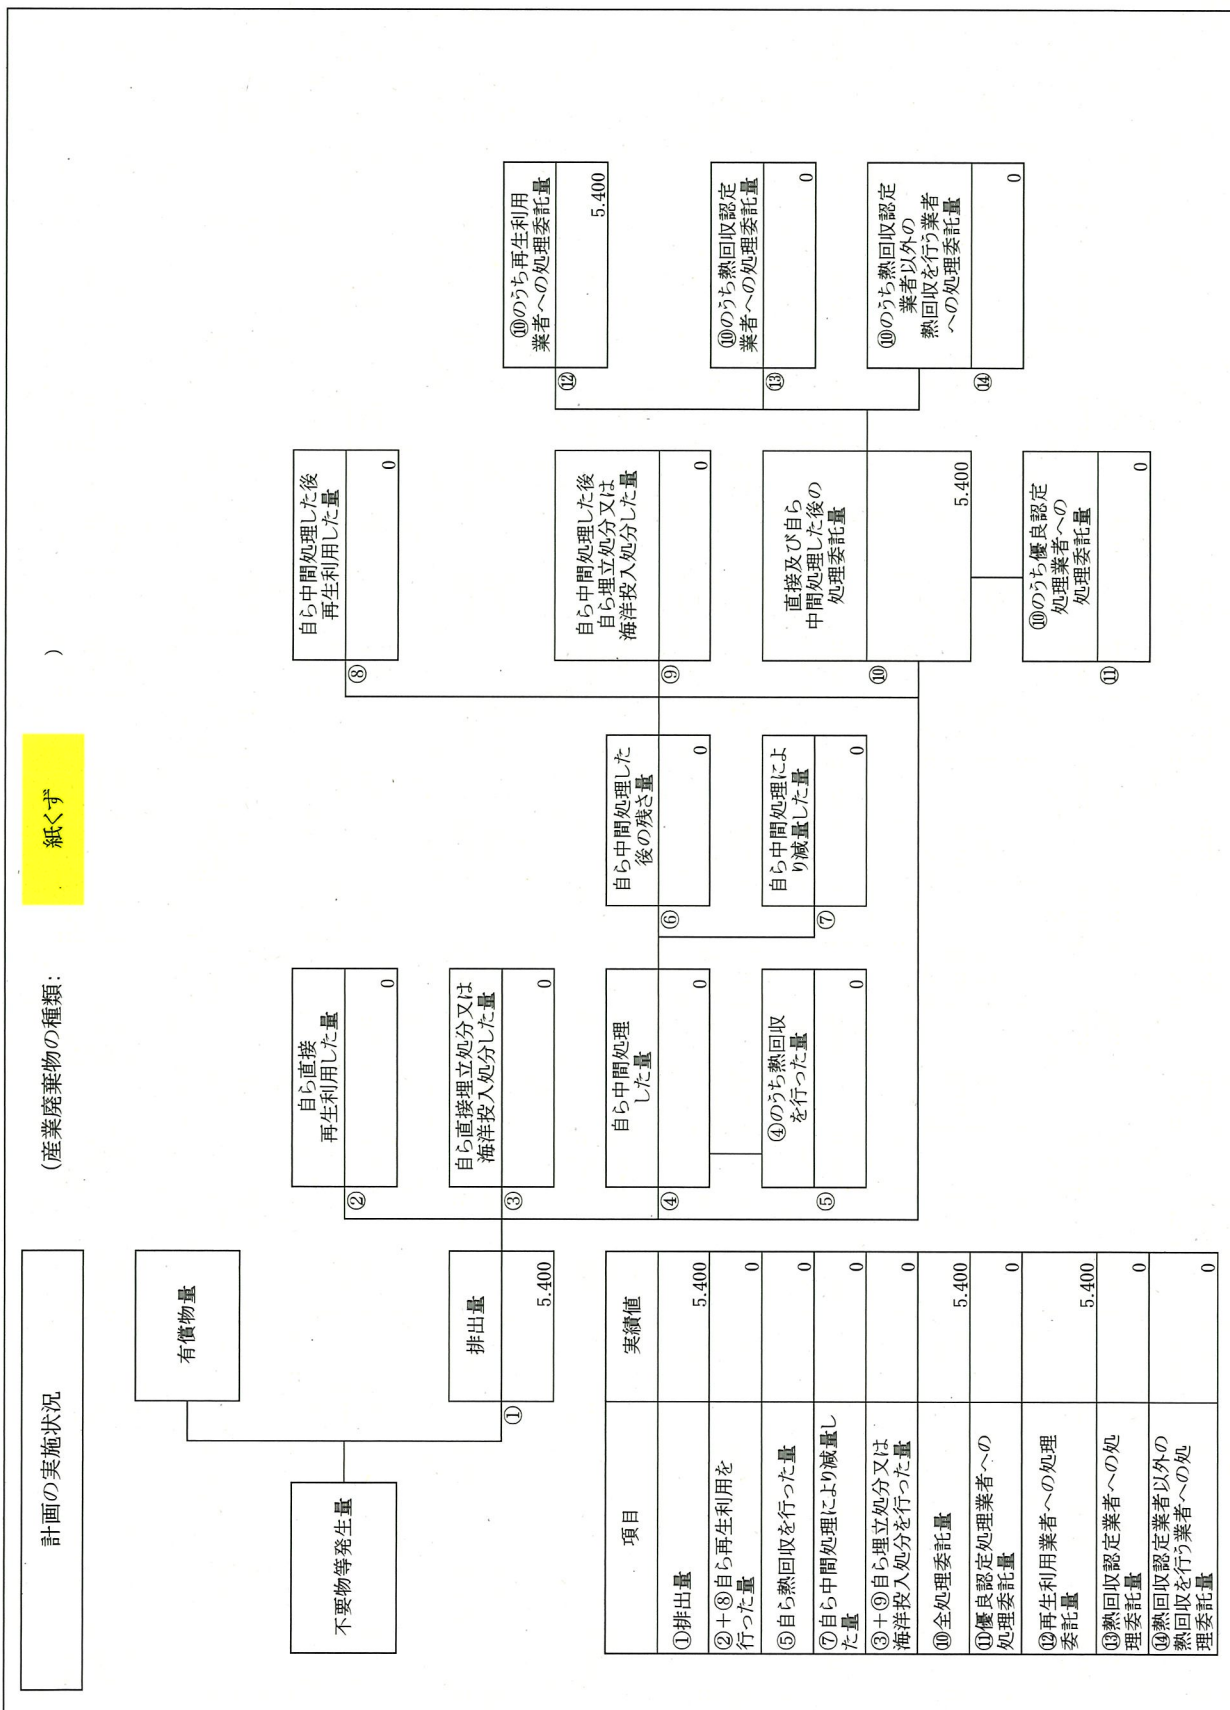 計画の実施状況
(産業廃棄物の種類:
紙くず
)
不要物等発生量
有償物量
①
排出量
5.400
②
自ら直接
再生利用した量
0
③
自ら直接埋立処分又は
海洋投入処分した量
0
④
自ら中間処理
した量
0
⑤
④のうち熱回収
を行った量
0
⑥
自ら中間処理した
後の残さ量
0
⑦
自ら中間処理によ
り減量した量
0
⑧
自ら中間処理した後
再生利用した量
0
⑨
自ら中間処理した後
自ら埋立処分又は
海洋投入処分した量
0
⑩
直接及び自ら
中間処理した後の
処理委託量
5.400
⑪
⑩のうち優良認定
処理業者への
処理委託量
0
⑫
⑩のうち再生利用
業者への処理委託量
5.400
⑬
⑩のうち熱回収認定
業者への処理委託量
0
⑭
⑩のうち熱回収認定
業者以外の
熱回収を行う業者
への処理委託量
0
項目
実績値
①排出量
5.400
②+⑧自ら再生利用を
行った量
0
⑤自ら熱回収を行った量
0
⑦自ら中間処理により減量し
た量
0
③+⑨自ら埋立処分又は
海洋投入処分を行った量
0
⑩全処理委託量
5.400
⑪優良認定処理業者への
処理委託量
0
⑫再生利用業者への処理
委託量
5.400
⑬熱回収認定業者への処
理委託量
0
⑭熱回収認定業者以外の
熱回収を行う業者への処
理委託量
0